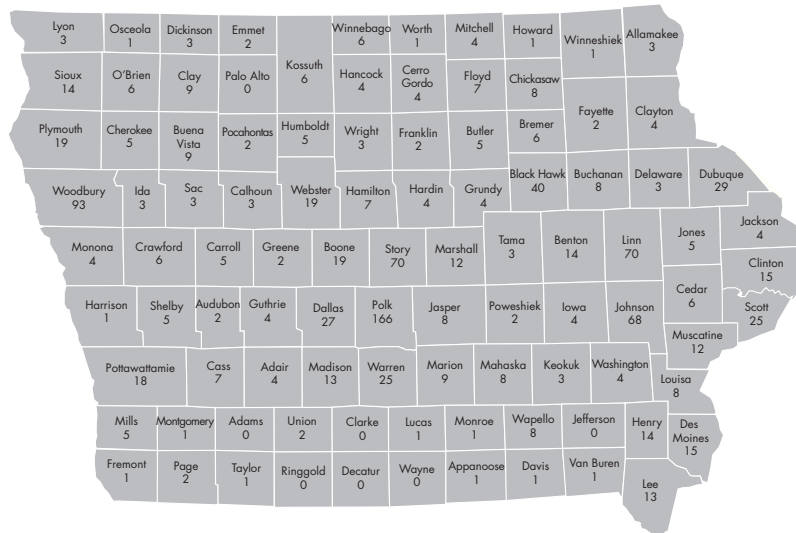 Lyon
3
Osceola
1
Dickinson
3
Emmet
2
Kossuth
6
Winnebago
6
Worth
1
Mitchell
4
Howard
1
Winneshiek
1
Allamakee
3
Sioux
14
O'Brien
6
Clay
9
Palo Alto
0
Hancock
4
Cerro
Gordo
4
Floyd
7
Chickasaw
8
Fayette
2
Clayton
4
Plymouth
19
Cherokee
5
Buena
Vista
9
Pocahontas
2
Humboldt
5
Wright
3
Franklin
2
Butler
5
Bremer
6
Woodbury
93
Ida
3
Sac
3
Calhoun
3
Webster
19
Hamilton
7
Hardin
4
Grundy
4
Black Hawk
40
Buchanan
8
Delaware
3
Dubuque
29
Monona
4
Crawford
6
Carroll
5
Greene
2
Boone
19
Story
70
Marshall
12
Tama
3
Benton
14
Linn
70
Jones
5
Jackson
4
Clinton
15
Harrison
1
Shelby
5
Audubon
2
Guthrie
4
Dallas
27
Polk
166
Jasper
8
Poweshiek
2
Iowa
4
Johnson
68
Cedar
6
Scott
25
Muscatine
12
Pottawattamie
18
Cass
7
Adair
4
Madison
13
Warren
25
Marion
9
Mahaska
8
Keokuk
3
Washington
4
Louisa
8
Mills
5
Montgomery
1
Adams
0
Union
2
Clarke
0
Lucas
1
Monroe
1
Wapello
8
Jefferson
0
Henry
14
Des
Moines
15
Fremont
1
Page
2
Taylor
1
Ringgold
0
Decatur
0
Wayne
0
Appanoose
1
Davis
1
Van Buren
1
Lee
13